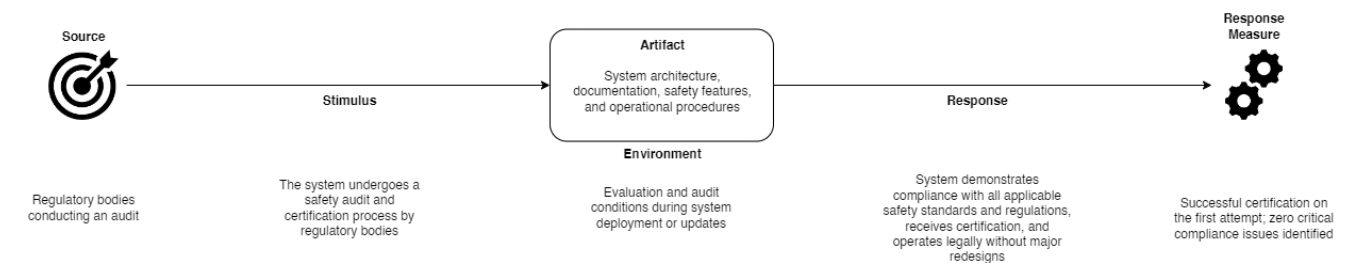 Source
Regulatory bodies
conducting an audit
Stimulus
The system undergoes a
safety audit and
certification process by
regulatory bodies
Artifact
System architecture,
documentation, safety features,
and operational procedures
Environment
Evaluation and audit
conditions during system
deployment or updates
Response
System demonstrates
compliance with all applicable
safety standards and regulations,
receives certification, and
operates legally without major
redesigns
Response
Measure
Successful certification on
the first attempt; zero critical
compliance issues identified